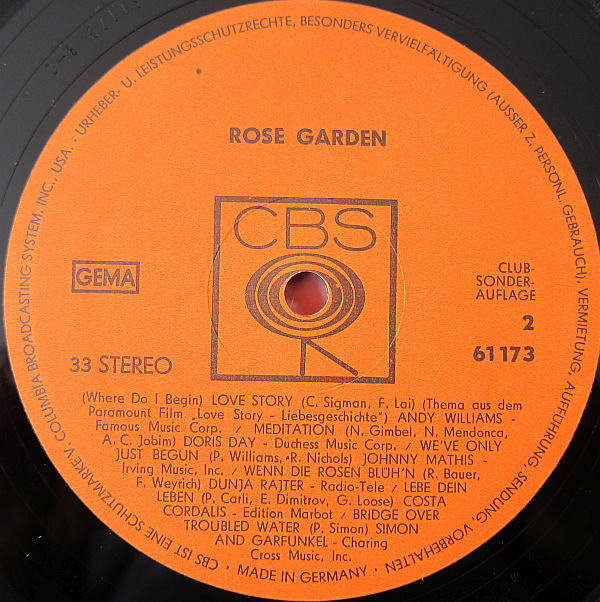 URHEBER- U. LEISTUNGSSCHUTZRECHTE, BESONDERS VERVIELFÄLTIGUNG (AUSSER Z. PERSÖNL. GEBRAUCH), VERMIETUNG, AUFFÜHRUNG, SENDUNG, VORBEHALTEN
ROSE GARDEN
CBS
GEMA
CLUB-
SONDER-
AUFLAGE
2
33 STEREO
61173
(Where Do I Begin) LOVE STORY (C. Sigman, F. Lai) (Thema aus dem
Paramount Film „Love Story - Liebesgeschichte") ANDY WILLIAMS -
Famous Music Corp. / MEDITATION (N. Gimbel, N. Mendonca,
A. C. Jobim) DORIS DAY - Duchess Music Corp. / WE'VE ONLY
JUST BEGUN (P. Williams, R. Nichols) JOHNNY MATHIS -
Irving Music, Inc. / WENN DIE ROSEN BLÜH'N (R. Bauer,
F. Weyrich) DUNJA RAJTER - Radio-Tele / LEBE DEIN
LEBEN (P. Carli, E. Dimitrov, G. Loose) COSTA
CORDALIS - Edition Marbot / BRIDGE OVER
TROUBLED WATER (P. Simon) SIMON
AND GARFUNKEL - Charing
Cross Music, Inc.
CBS IST EINE SCHUTZMARKE V. COLUMBIA BROADCASTING SYSTEM, INC., USA. ·
· MADE IN GERMANY ·